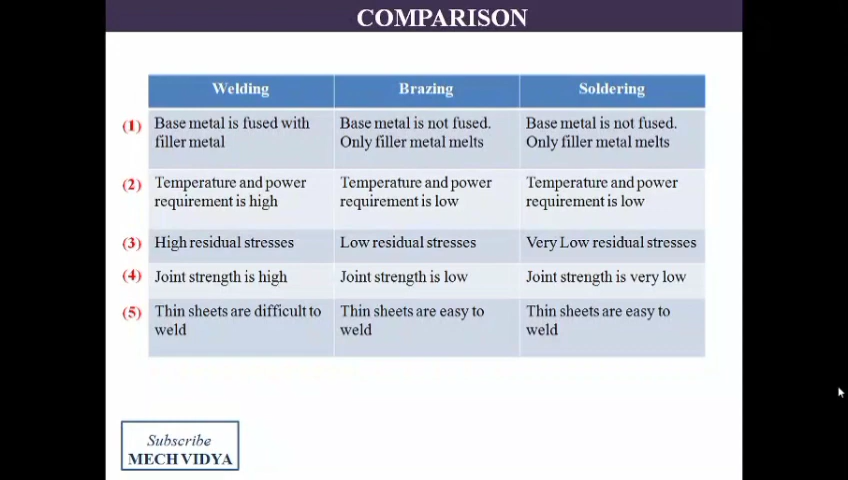 COMPARISON
Welding Brazing Soldering
(1) Base metal is fused with Base metal is not fused. Base metal is not fused.
filler metal Only filler metal melts Only filler metal melts
(2) Temperature and power Temperature and power Temperature and power
requirement is high requirement is low requirement is low
(3) High residual stresses Low residual stresses Very Low residual stresses
(4) Joint strength is high Joint strength is low Joint strength is very low
(5) Thin sheets are difficult to Thin sheets are easy to Thin sheets are easy to
weld weld weld
Subscribe
MECH VIDYA